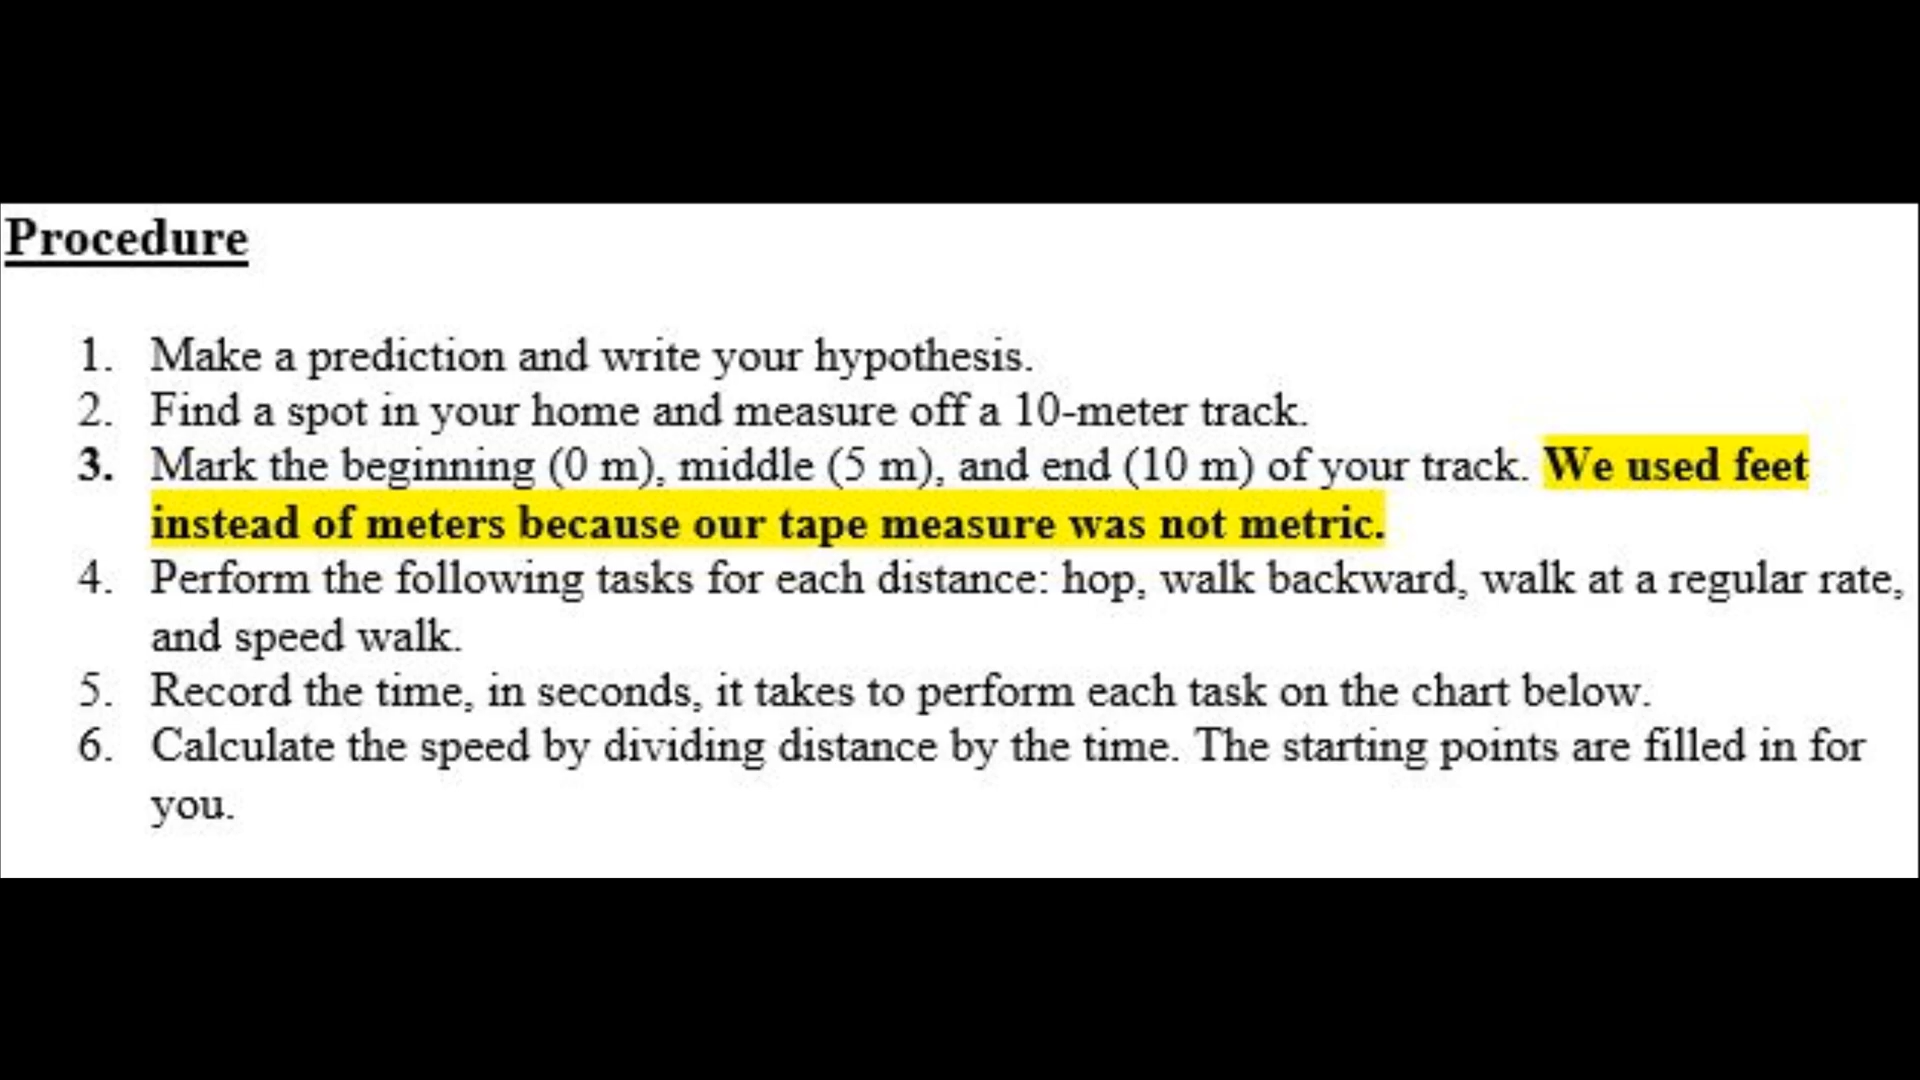 Procedure
1. Make a prediction and write your hypothesis.
2. Find a spot in your home and measure off a 10-meter track.
3. Mark the beginning (0 m), middle (5 m), and end (10 m) of your track. We used feet
instead of meters because our tape measure was not metric.
4. Perform the following tasks for each distance: hop, walk backward, walk at a regular rate,
and speed walk.
5. Record the time, in seconds, it takes to perform each task on the chart below.
6. Calculate the speed by dividing distance by the time. The starting points are filled in for
you.